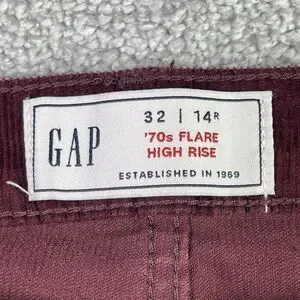 GAP
32 | 14R
'70s FLARE
HIGH RISE
ESTABLISHED IN 1969